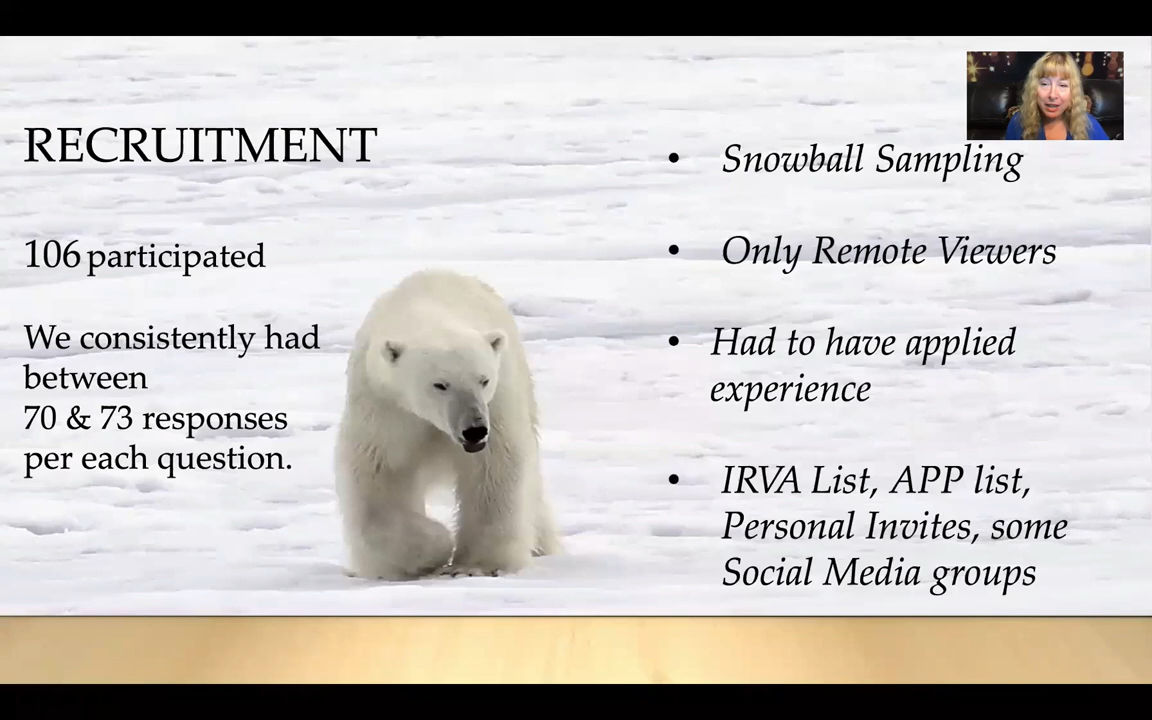 RECRUITMENT
106 participated
We consistently had
between
70 & 73 responses
per each question.
• Snowball Sampling
• Only Remote Viewers
• Had to have applied
experience
• IRVA List, APP list,
Personal Invites, some
Social Media groups